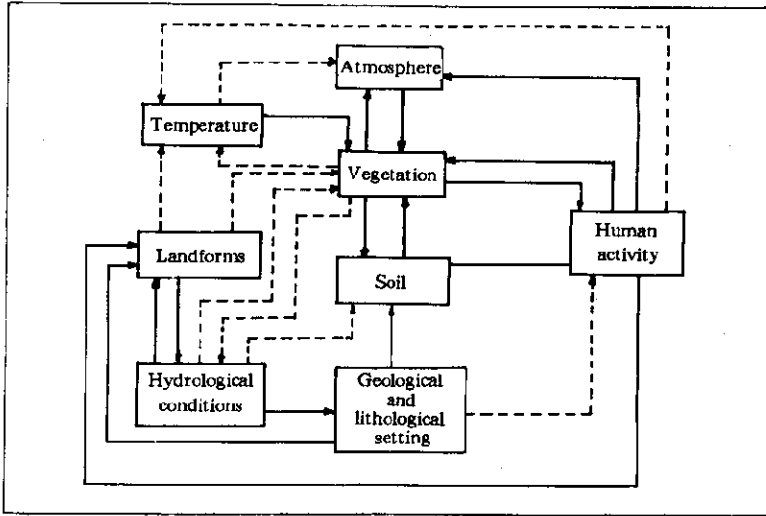 Atmosphere
Temperature
Vegetation
Human
activity
Landforms
Soil
Hydrological
conditions
Geological
and
lithological
setting